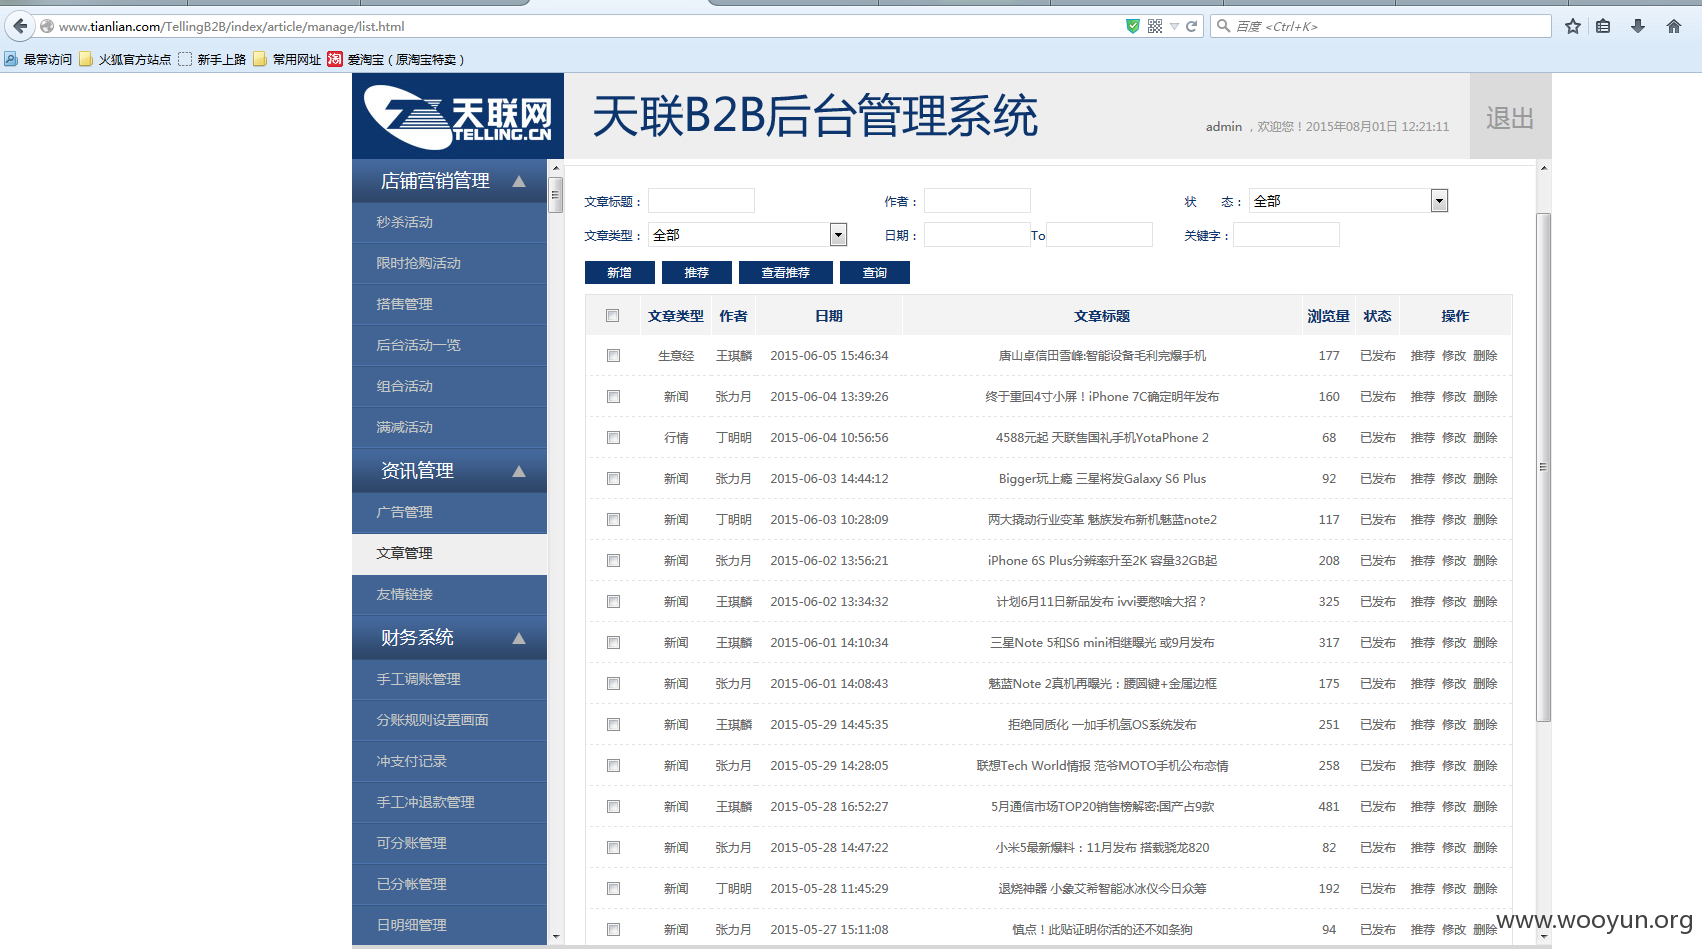 www.tianlian.com/TellingB2B/index/article/manage/list.html
百度 <Ctrl+K>
最常访问 火狐官方站点 新手上路 常用网址 淘 爱淘宝（原淘宝特卖）
天联网
TELLING.CN
天联B2B后台管理系统
admin ，欢迎您！2015年08月01日 12:21:11
退出
店铺营销管理
秒杀活动
限时抢购活动
搭售管理
后台活动一览
组合活动
满减活动
资讯管理
广告管理
文章管理
友情链接
财务系统
手工调账管理
分账规则设置画面
冲支付记录
手工冲退款管理
可分账管理
已分帐管理
日明细管理
文章标题： 作者： 状 态： 全部
文章类型： 全部 日期： To 关键字：
新增 推荐 查看推荐 查询
文章类型 作者 日期 文章标题 浏览量 状态 操作
生意经 王琪麟 2015-06-05 15:46:34 唐山卓信田雪峰:智能设备毛利完爆手机 177 已发布 推荐 修改 删除
新闻 张力月 2015-06-04 13:39:26 终于重回4寸小屏！iPhone 7C确定明年发布 160 已发布 推荐 修改 删除
行情 丁明明 2015-06-04 10:56:56 4588元起 天联售国礼手机YotaPhone 2 68 已发布 推荐 修改 删除
新闻 张力月 2015-06-03 14:44:12 Bigger玩上瘾 三星将发Galaxy S6 Plus 92 已发布 推荐 修改 删除
新闻 丁明明 2015-06-03 10:28:09 两大撬动行业变革 魅族发布新机魅蓝note2 117 已发布 推荐 修改 删除
新闻 张力月 2015-06-02 13:56:21 iPhone 6S Plus分辨率升至2K 容量32GB起 208 已发布 推荐 修改 删除
新闻 王琪麟 2015-06-02 13:34:32 计划6月11日新品发布 ivvi要憋啥大招？ 325 已发布 推荐 修改 删除
新闻 王琪麟 2015-06-01 14:10:34 三星Note 5和S6 mini相继曝光 或9月发布 317 已发布 推荐 修改 删除
新闻 张力月 2015-06-01 14:08:43 魅蓝Note 2真机再曝光：腰圆键+金属边框 175 已发布 推荐 修改 删除
新闻 王琪麟 2015-05-29 14:45:35 拒绝同质化 一加手机氢OS系统发布 251 已发布 推荐 修改 删除
新闻 张力月 2015-05-29 14:28:05 联想Tech World情报 范爷MOTO手机公布恋情 258 已发布 推荐 修改 删除
新闻 王琪麟 2015-05-28 16:52:27 5月通信市场TOP20销售榜解密:国产占9款 481 已发布 推荐 修改 删除
新闻 张力月 2015-05-28 14:47:22 小米5最新爆料：11月发布 搭载骁龙820 82 已发布 推荐 修改 删除
新闻 丁明明 2015-05-28 11:45:29 退烧神器 小象艾希智能冰冰仪今日众筹 192 已发布 推荐 修改 删除
新闻 张力月 2015-05-27 15:11:08 慎点！此贴证明你活的还不如条狗 94 已发布 推荐 修改 删除
www.wooyun.org